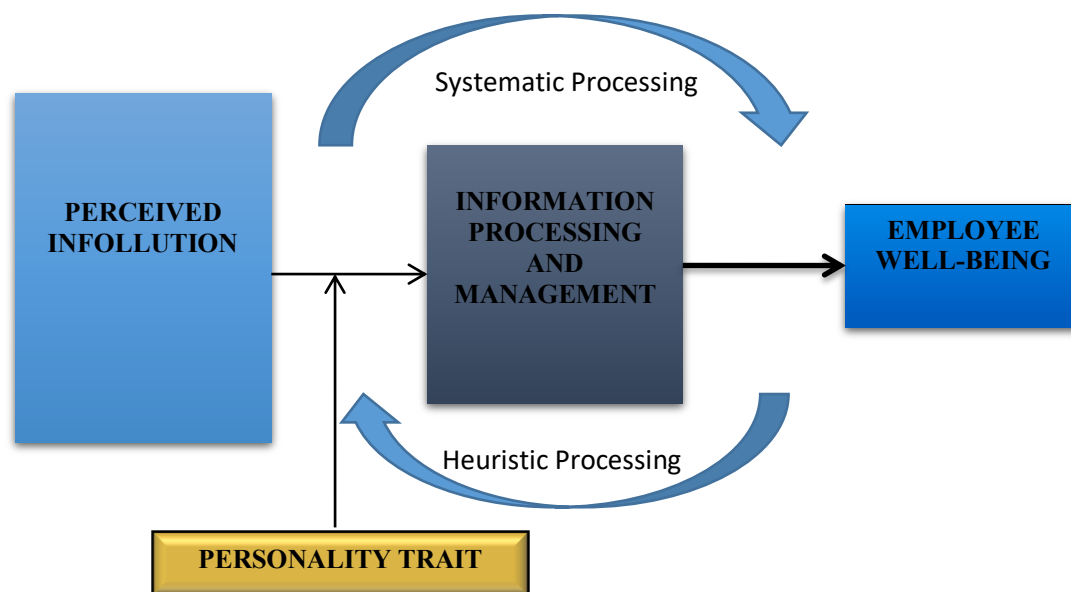 Systematic Processing
PERCEIVED
INFOLLUTION
INFORMATION
PROCESSING
AND
MANAGEMENT
EMPLOYEE
WELL-BEING
Heuristic Processing
PERSONALITY TRAIT